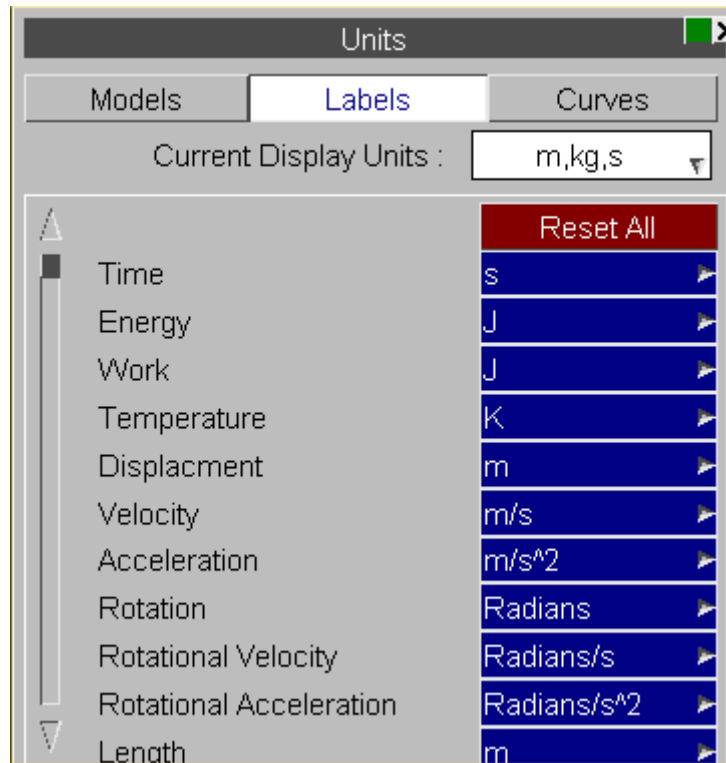 Units
Models Labels Curves
Current Display Units : m,kg,s
Reset All
Time s
Energy J
Work J
Temperature K
Displacment m
Velocity m/s
Acceleration m/s^2
Rotation Radians
Rotational Velocity Radians/s
Rotational Acceleration Radians/s^2
Length m